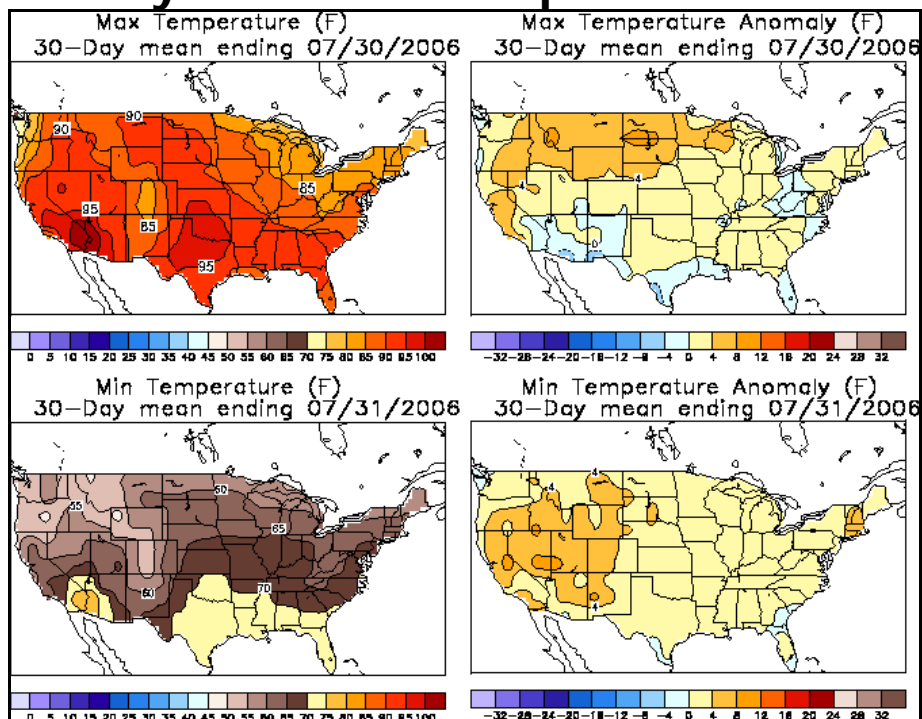 Max Temperature (F)
30-Day mean ending 07/30/2006
90
90
95
85
85
95
0 5 10 15 20 25 30 35 40 45 50 55 60 65 70 75 80 85 90 95 100
Max Temperature Anomaly (F)
30-Day mean ending 07/30/2006
4
4
0
-32 -28 -24 -20 -16 -12 -8 -4 0 4 8 12 16 20 24 28 32
Min Temperature (F)
30-Day mean ending 07/31/2006
55
60
65
60
70
0 5 10 15 20 25 30 35 40 45 50 55 60 65 70 75 80 85 90 95 100
Min Temperature Anomaly (F)
30-Day mean ending 07/31/2006
4
4
4
-32 -28 -24 -20 -16 -12 -8 -4 0 4 8 12 16 20 24 28 32